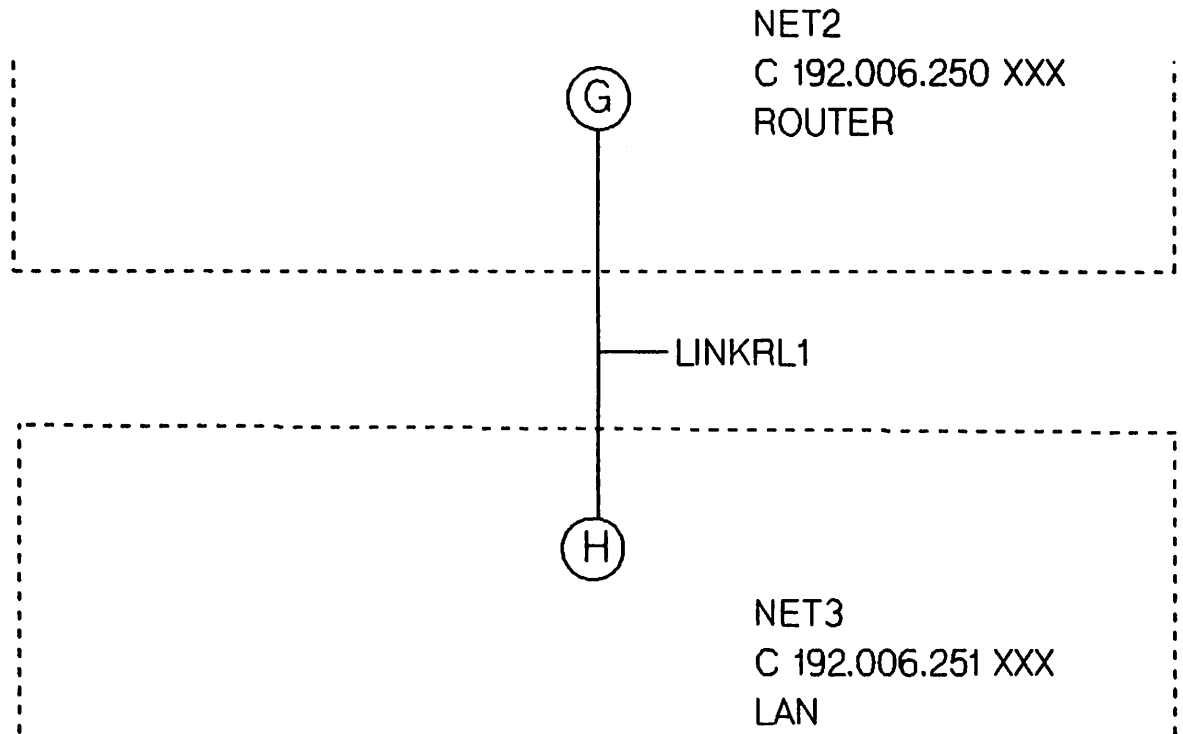 NET2
C 192.006.250 XXX
ROUTER
G
LINKRL1
H
NET3
C 192.006.251 XXX
LAN